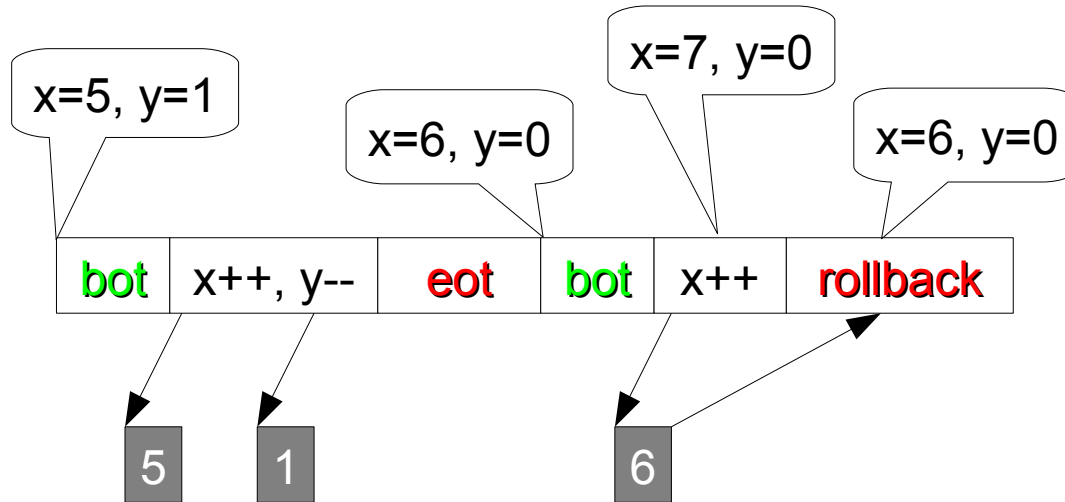 x=7, y=0
x=5, y=1
x=6, y=0
x=6, y=0
bot x++, y-- eot bot x++ rollback
5 1 6